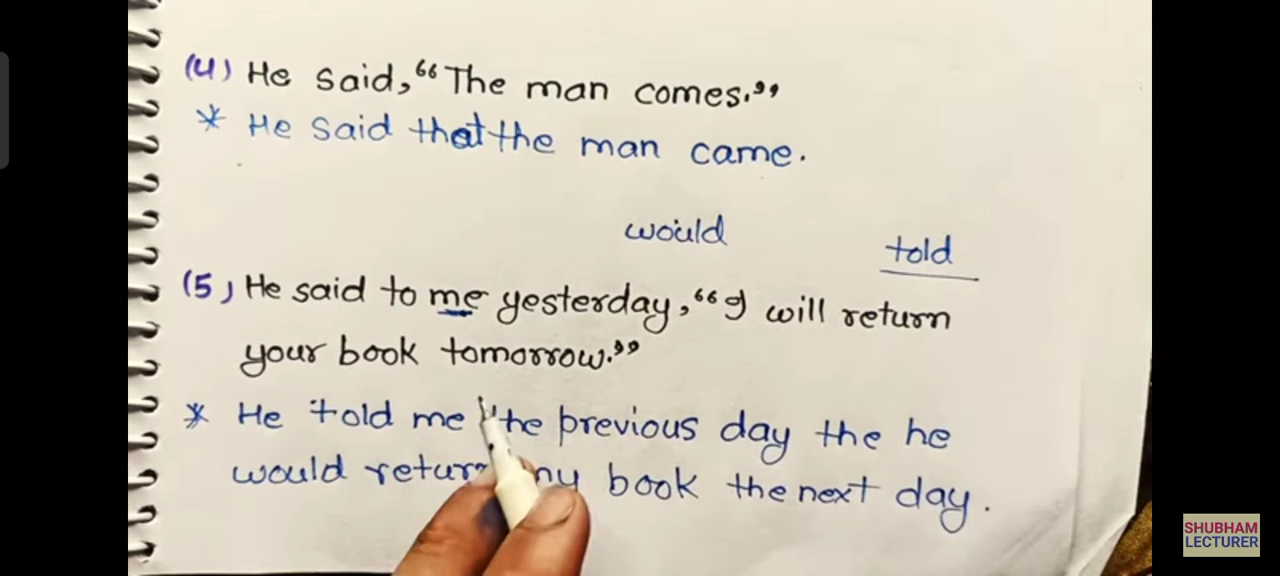 (4) He said, “The man comes.”
* He said that the man came.
would
told
(5) He said to me yesterday, “I will return
your book tomorrow.”
* He told me the previous day the he
would return my book the next day.
SHUBHAM
LECTURER